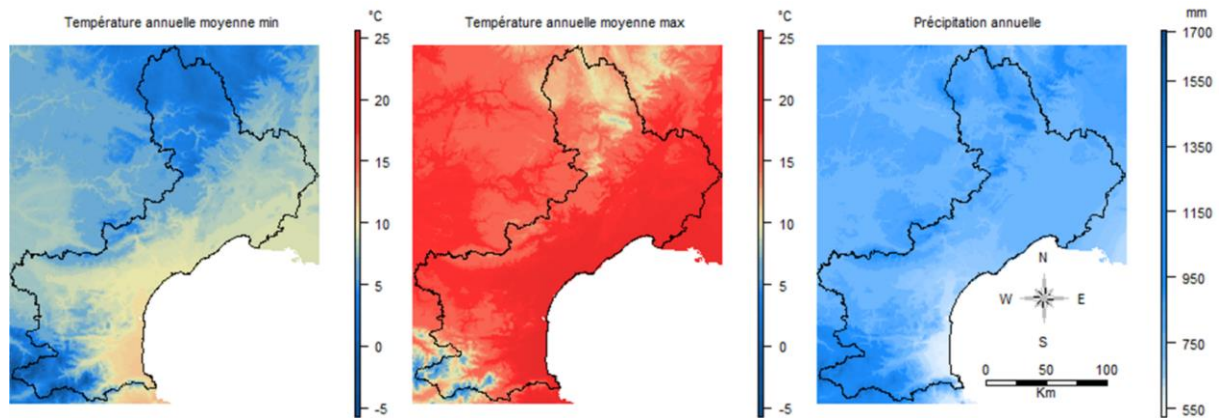 Température annuelle moyenne min
°C
25
20
15
10
5
0
-5
Température annuelle moyenne max
°C
25
20
15
10
5
0
-5
Précipitation annuelle
mm
1700
1550
1350
1150
950
750
550
N
W E
S
0 50 100
Km